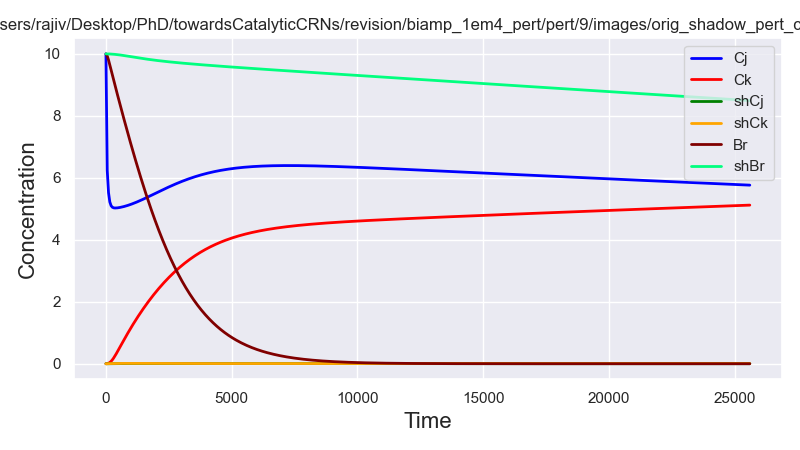 sers/rajiv/Desktop/PhD/towardsCatalyticCRNs/revision/biamp_1em4_pert/pert/9/images/orig_shadow_pert_c
10
8
6
4
2
0
Concentration
Cj
Ck
shCj
shCk
Br
shBr
0 5000 10000 15000 20000 25000
Time